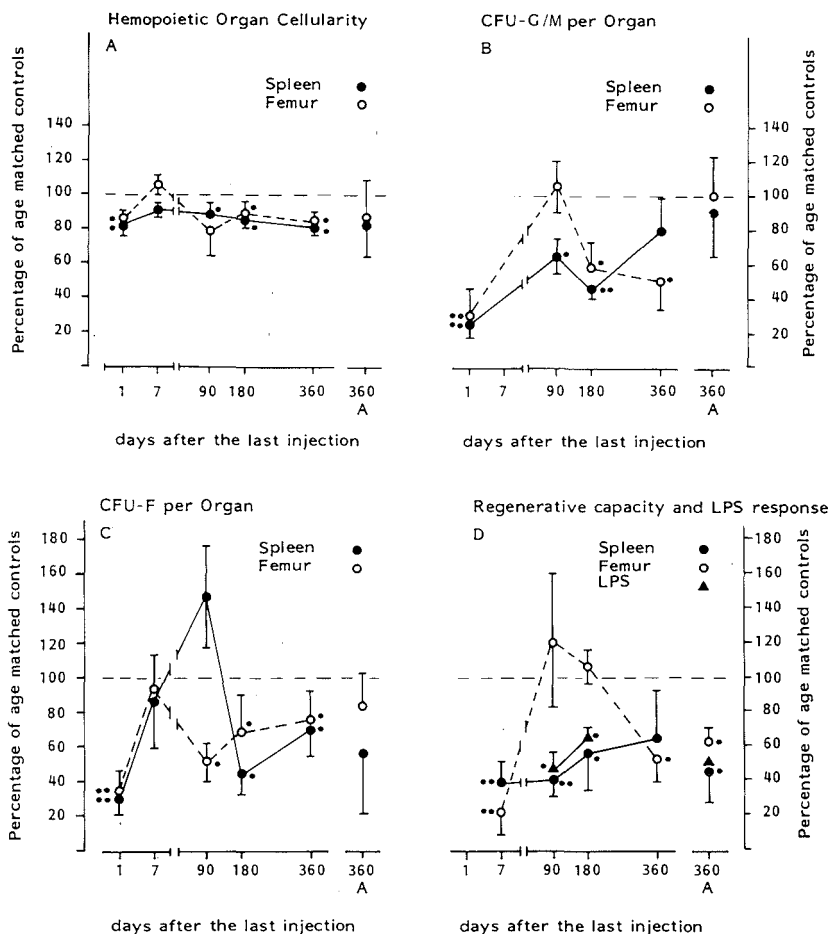 Hemopoietic Organ Cellularity
A
Spleen
Femur
Percentage of age matched controls
140
120
100
80
60
40
20
1 7 90 180 360 360
A
days after the last injection
CFU-G/M per Organ
B
Spleen
Femur
Percentage of age matched controls
140
120
100
80
60
40
20
1 7 90 180 360 360
A
days after the last injection
CFU-F per Organ
C
Spleen
Femur
Percentage of age matched controls
180
160
140
120
100
80
60
40
20
1 7 90 180 360 360
A
days after the last injection
Regenerative capacity and LPS response
D
Spleen
Femur
LPS
Percentage of age matched controls
180
160
140
120
100
80
60
40
20
1 7 90 180 360 360
A
days after the last injection